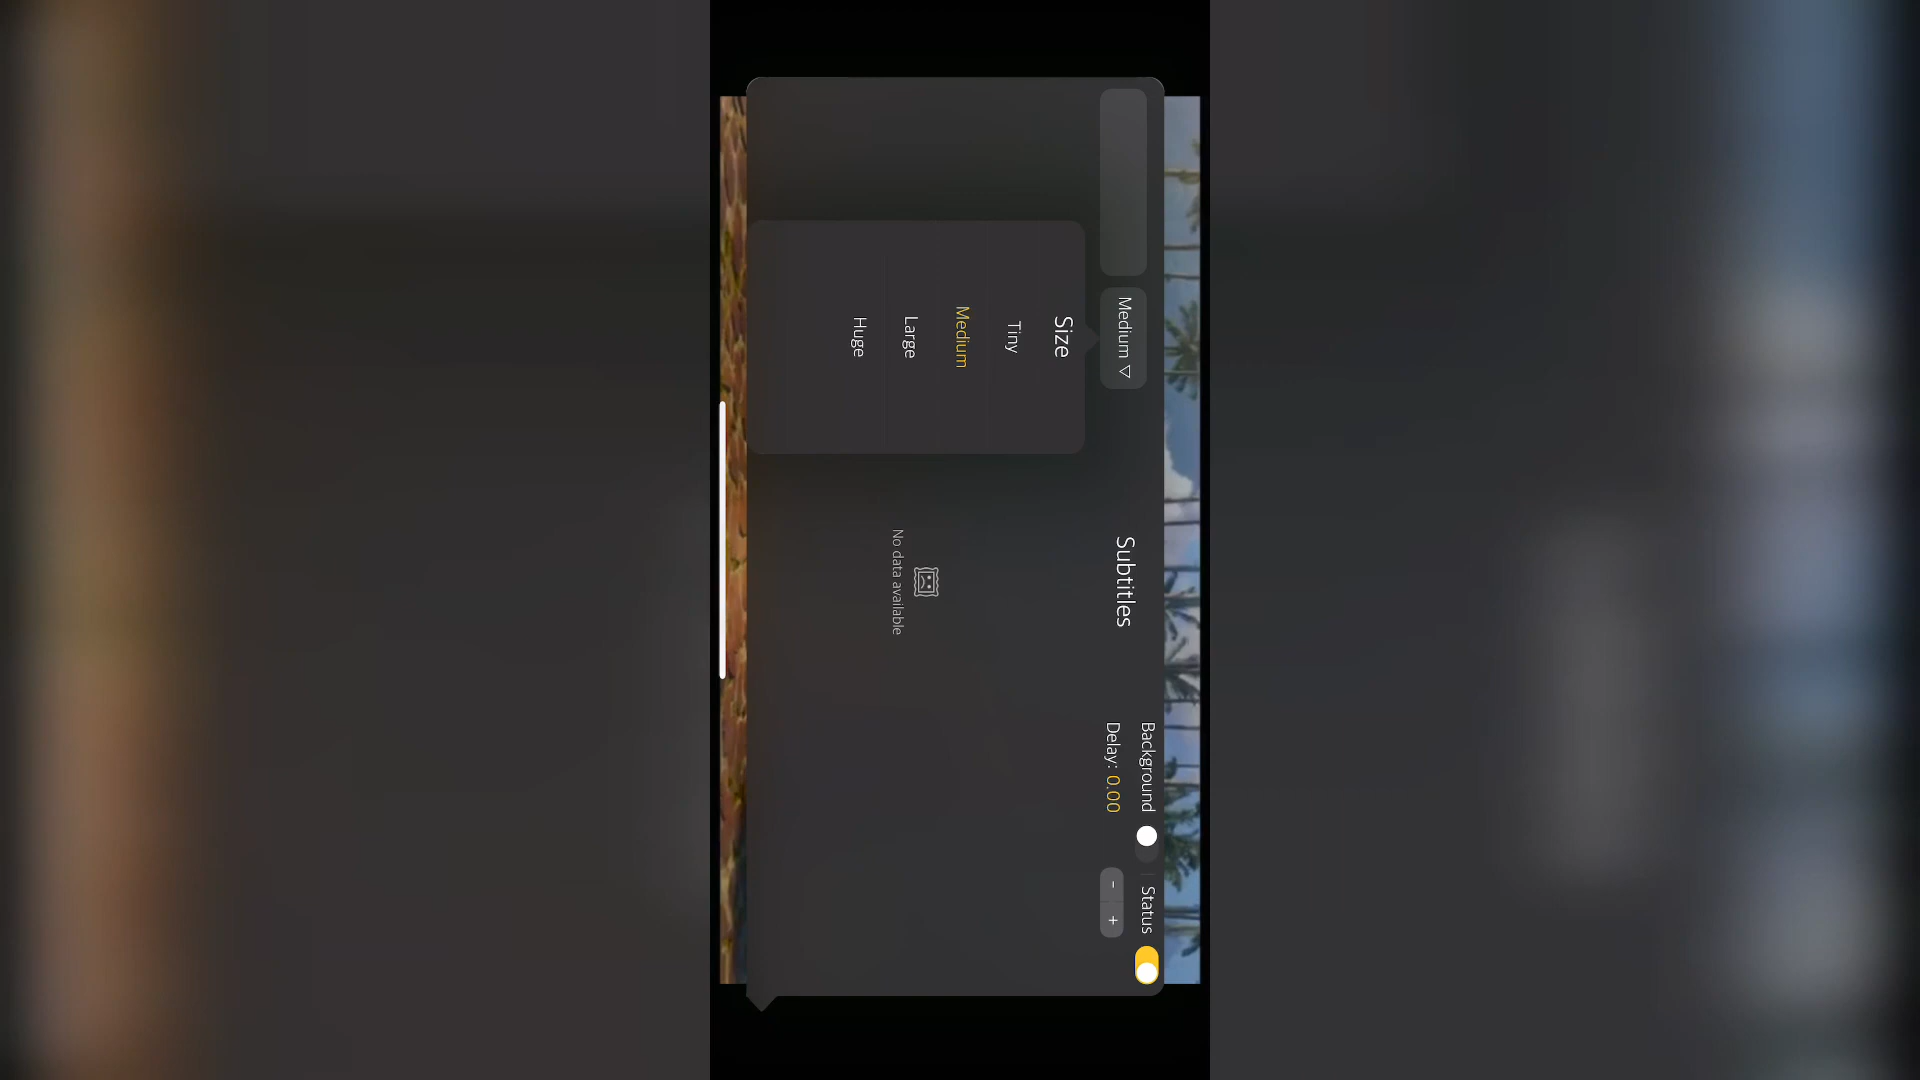 Medium
Subtitles
Background
Status
Delay: 0.00
- +
Size
Tiny
Medium
Large
Huge
No data available